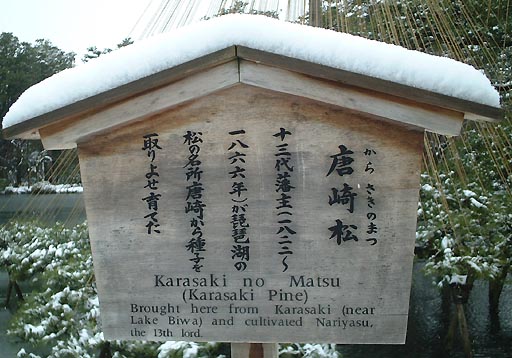 から さきのまつ
唐崎松
十三代藩主(一八二二〜
一八六六年)が琵琶湖の
松の名所唐崎から種子を
取りよせ育てた
Karasaki no Matsu
(Karasaki Pine)
Brought here from Karasaki (near
Lake Biwa) and cultivated Nariyasu,
the 13th lord.